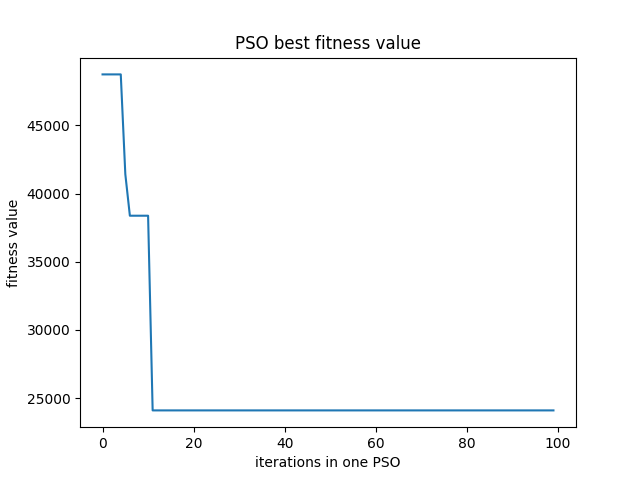 PSO best fitness value
fitness value
45000
40000
35000
30000
25000
0 20 40 60 80 100
iterations in one PSO